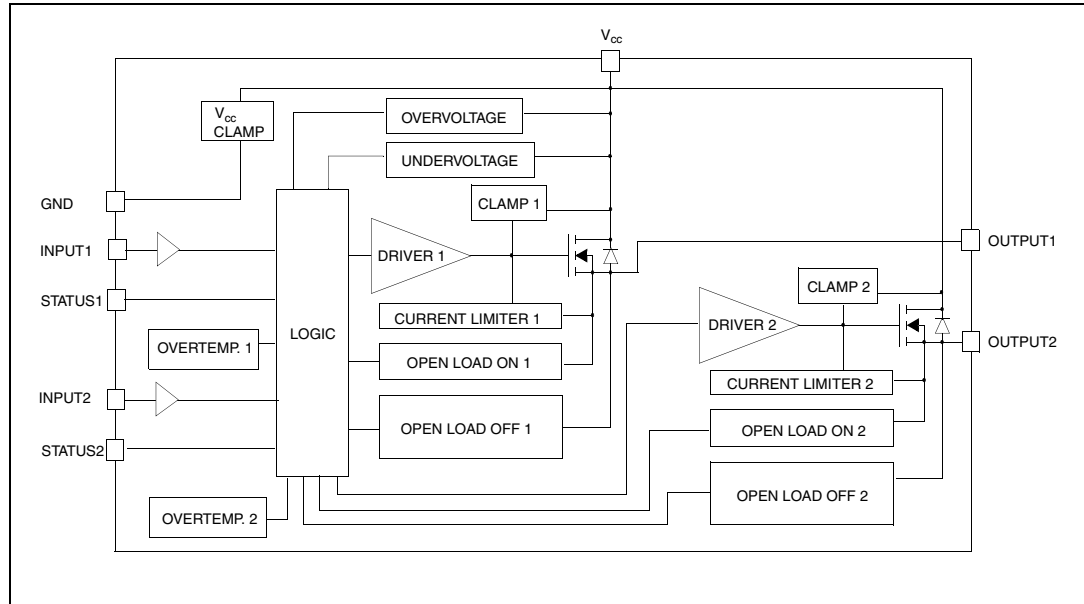 Vcc
Vcc
CLAMP
OVERVOLTAGE
UNDERVOLTAGE
GND
CLAMP 1
INPUT1
DRIVER 1
OUTPUT1
STATUS1
CLAMP 2
LOGIC
CURRENT LIMITER 1
DRIVER 2
OVERTEMP. 1
OUTPUT2
OPEN LOAD ON 1
CURRENT LIMITER 2
INPUT2
OPEN LOAD OFF 1
OPEN LOAD ON 2
STATUS2
OPEN LOAD OFF 2
OVERTEMP. 2